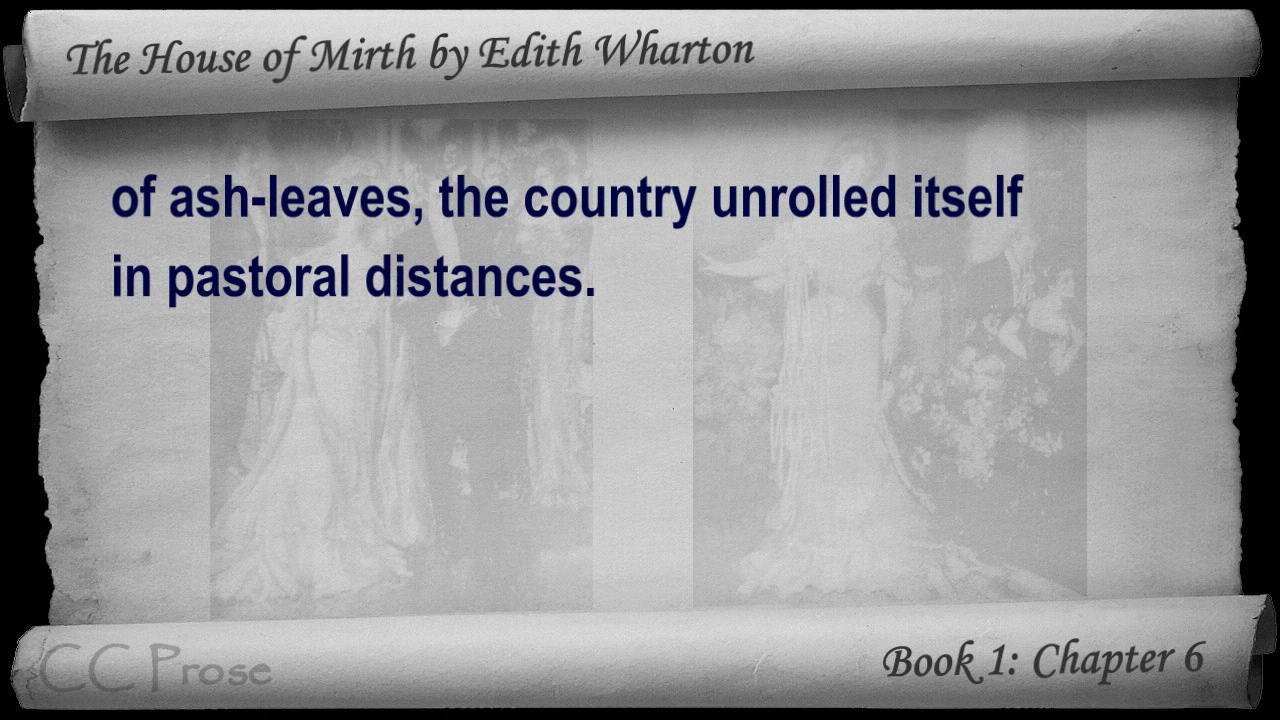 The House of Mirth by Edith Wharton
of ash-leaves, the country unrolled itself
in pastoral distances.
CC Prose
Book 1: Chapter 6